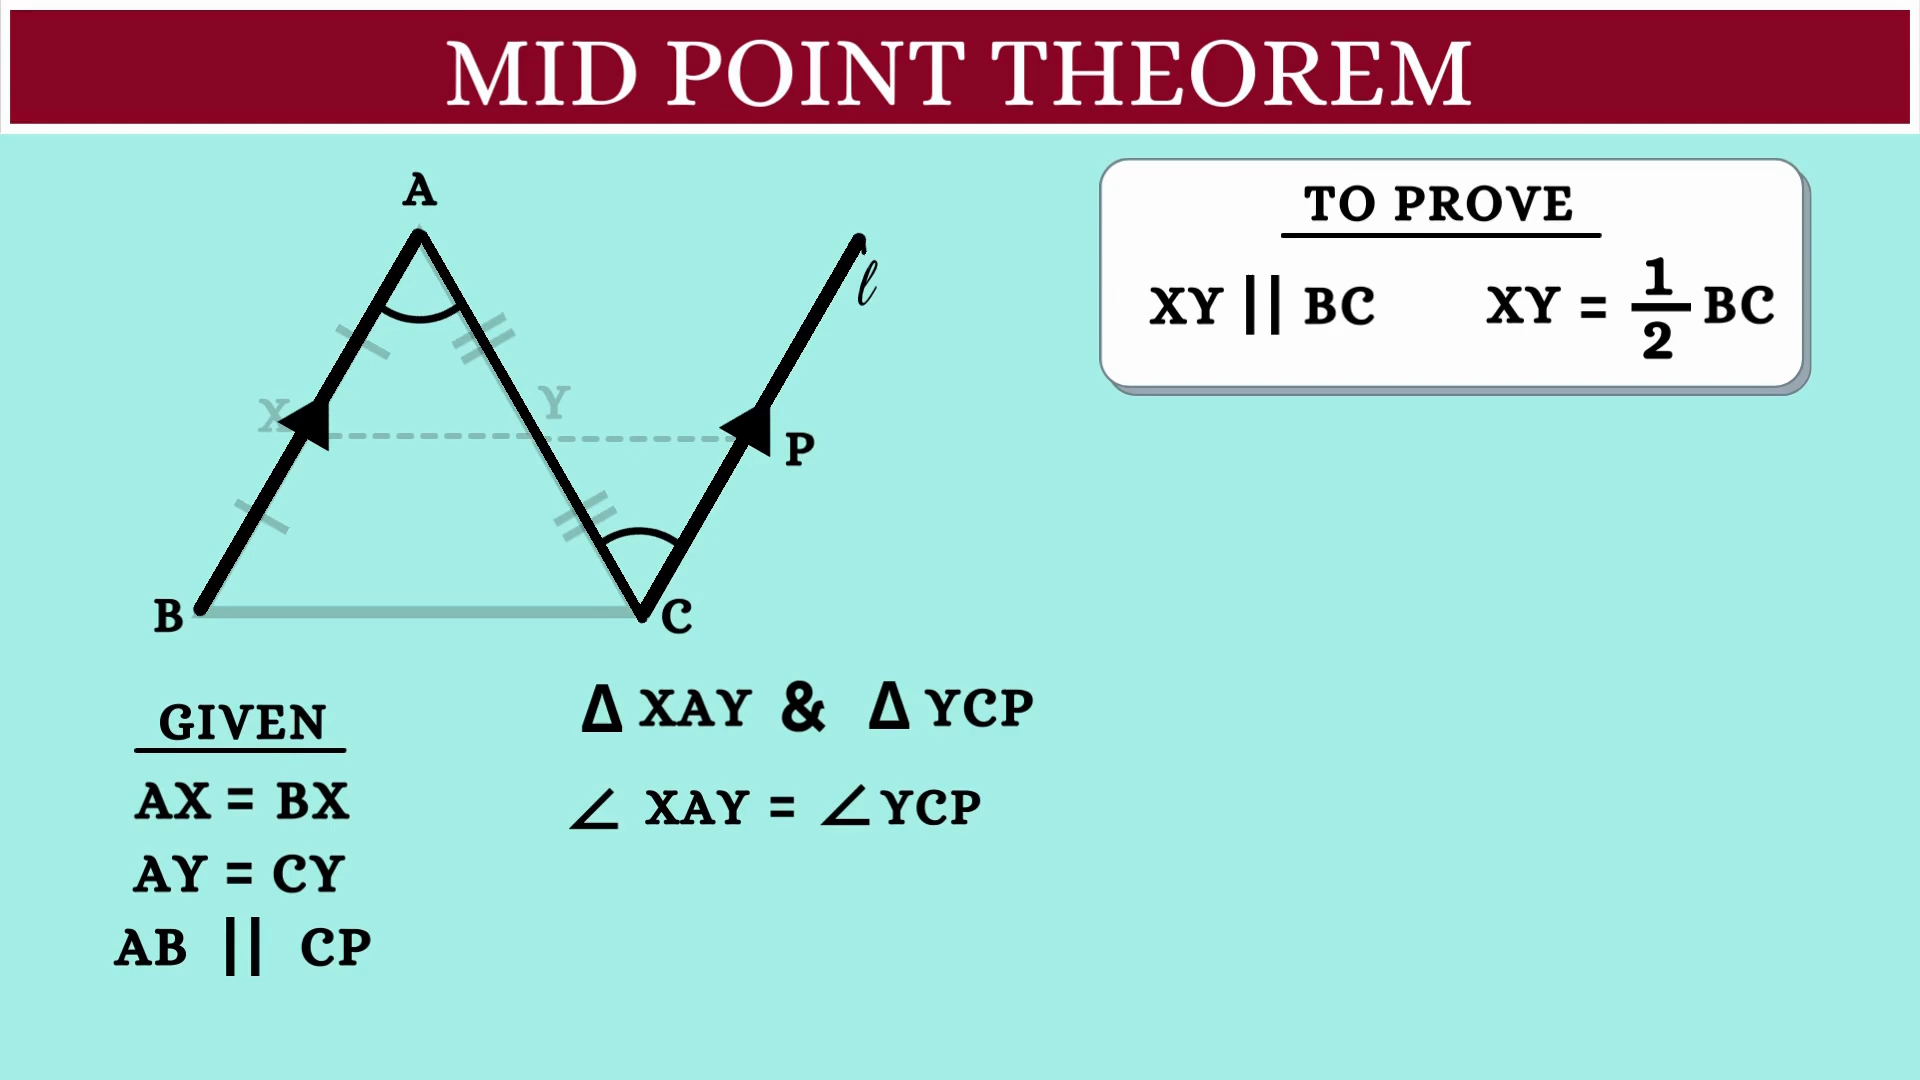 MID POINT THEOREM
A
l
X
Y
P
B
C
TO PROVE
XY || BC
XY = 1/2 BC
GIVEN
AX = BX
AY = CY
AB || CP
Δ XAY & Δ YCP
∠ XAY = ∠YCP